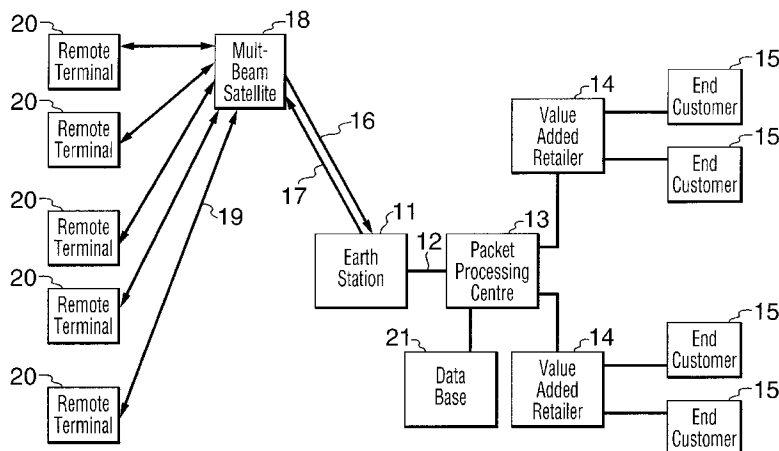 20
Remote
Terminal
20
Remote
Terminal
20
Remote
Terminal
20
Remote
Terminal
20
Remote
Terminal
19
18
Muit-
Beam
Satellite
16
17
11
Earth
Station
12
13
Packet
Processing
Centre
21
Data
Base
14
Value
Added
Retailer
15
End
Customer
15
End
Customer
14
Value
Added
Retailer
15
End
Customer
15
End
Customer